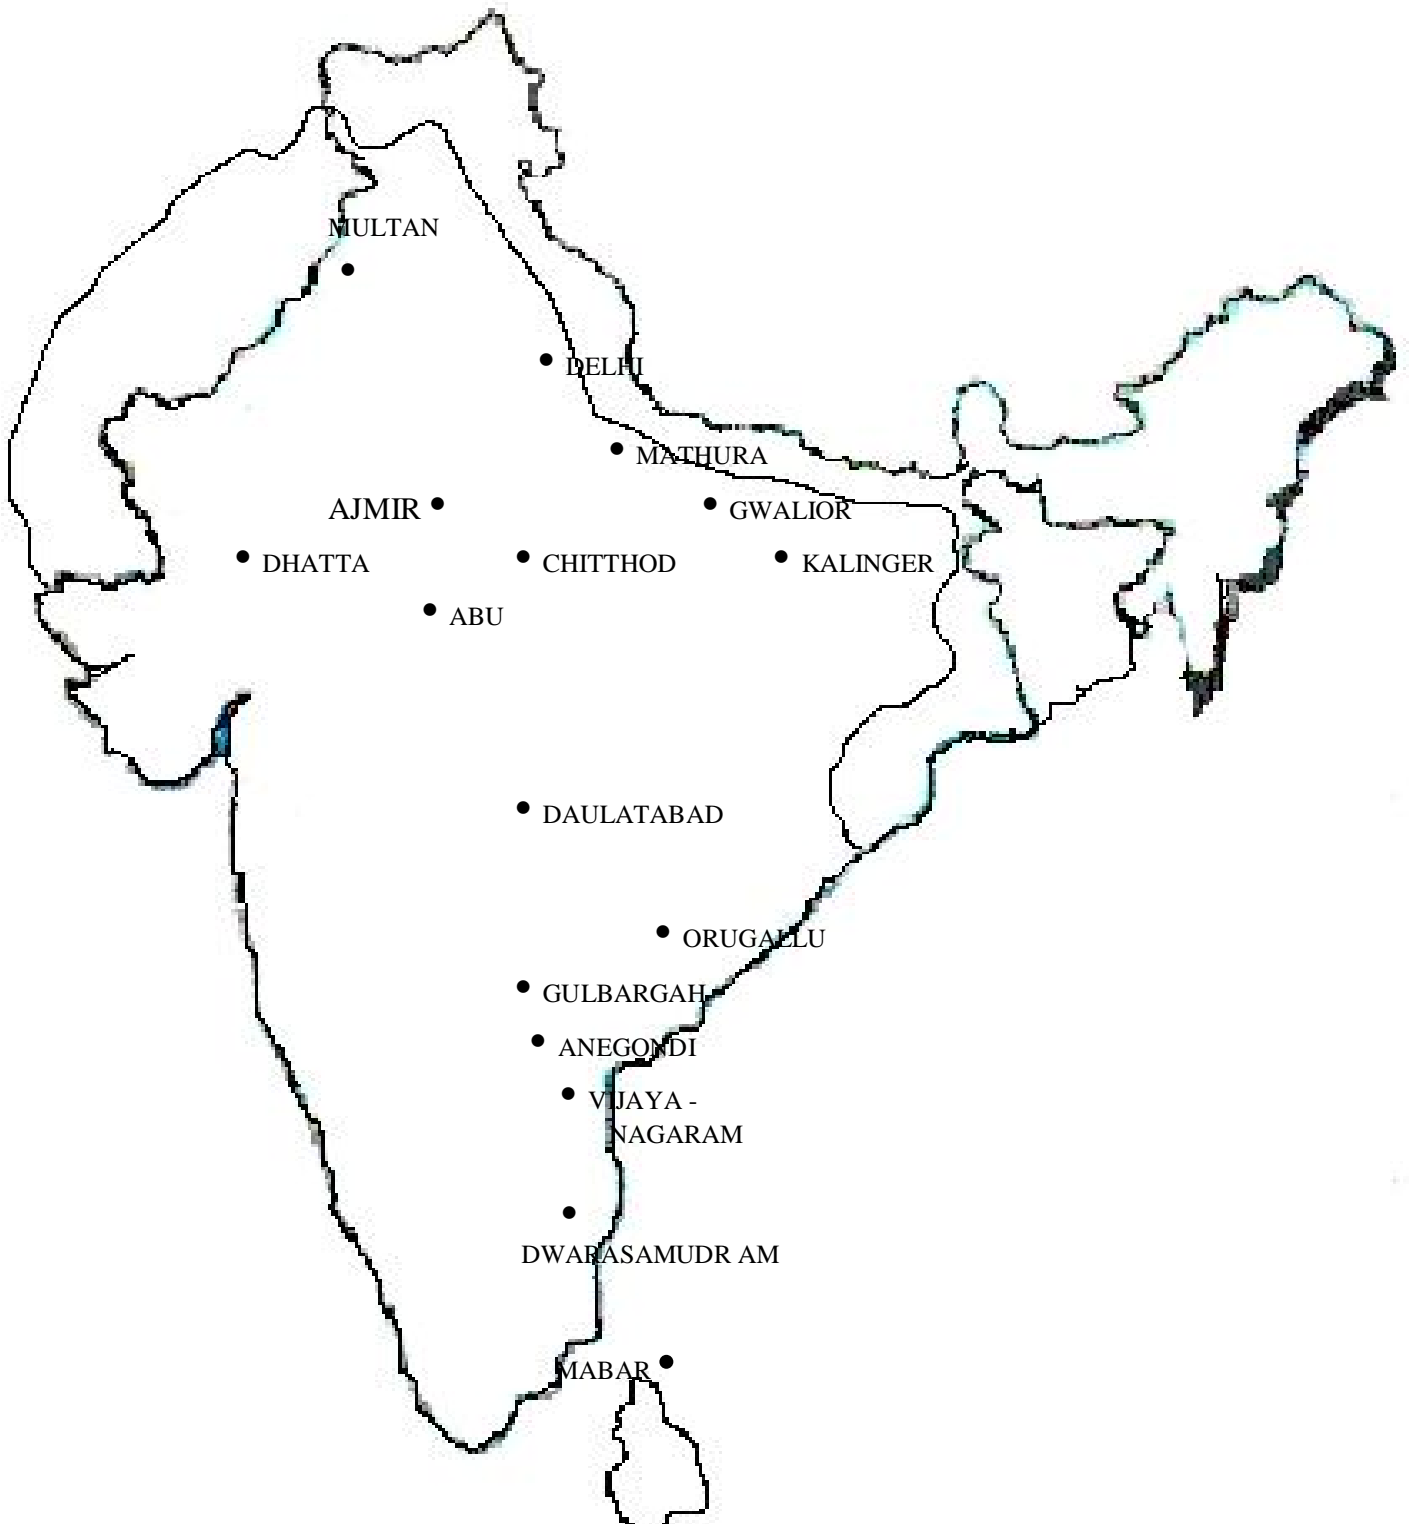 MULTAN
DELHI
MATHURA
AJMIR
GWALIOR
DHATTA
CHITTHOD
KALINGER
ABU
DAULATABAD
ORUGALLU
GULBARGAH
ANEGONDI
VIJAYA -
NAGARAM
DWARASAMUDR AM
MABAR